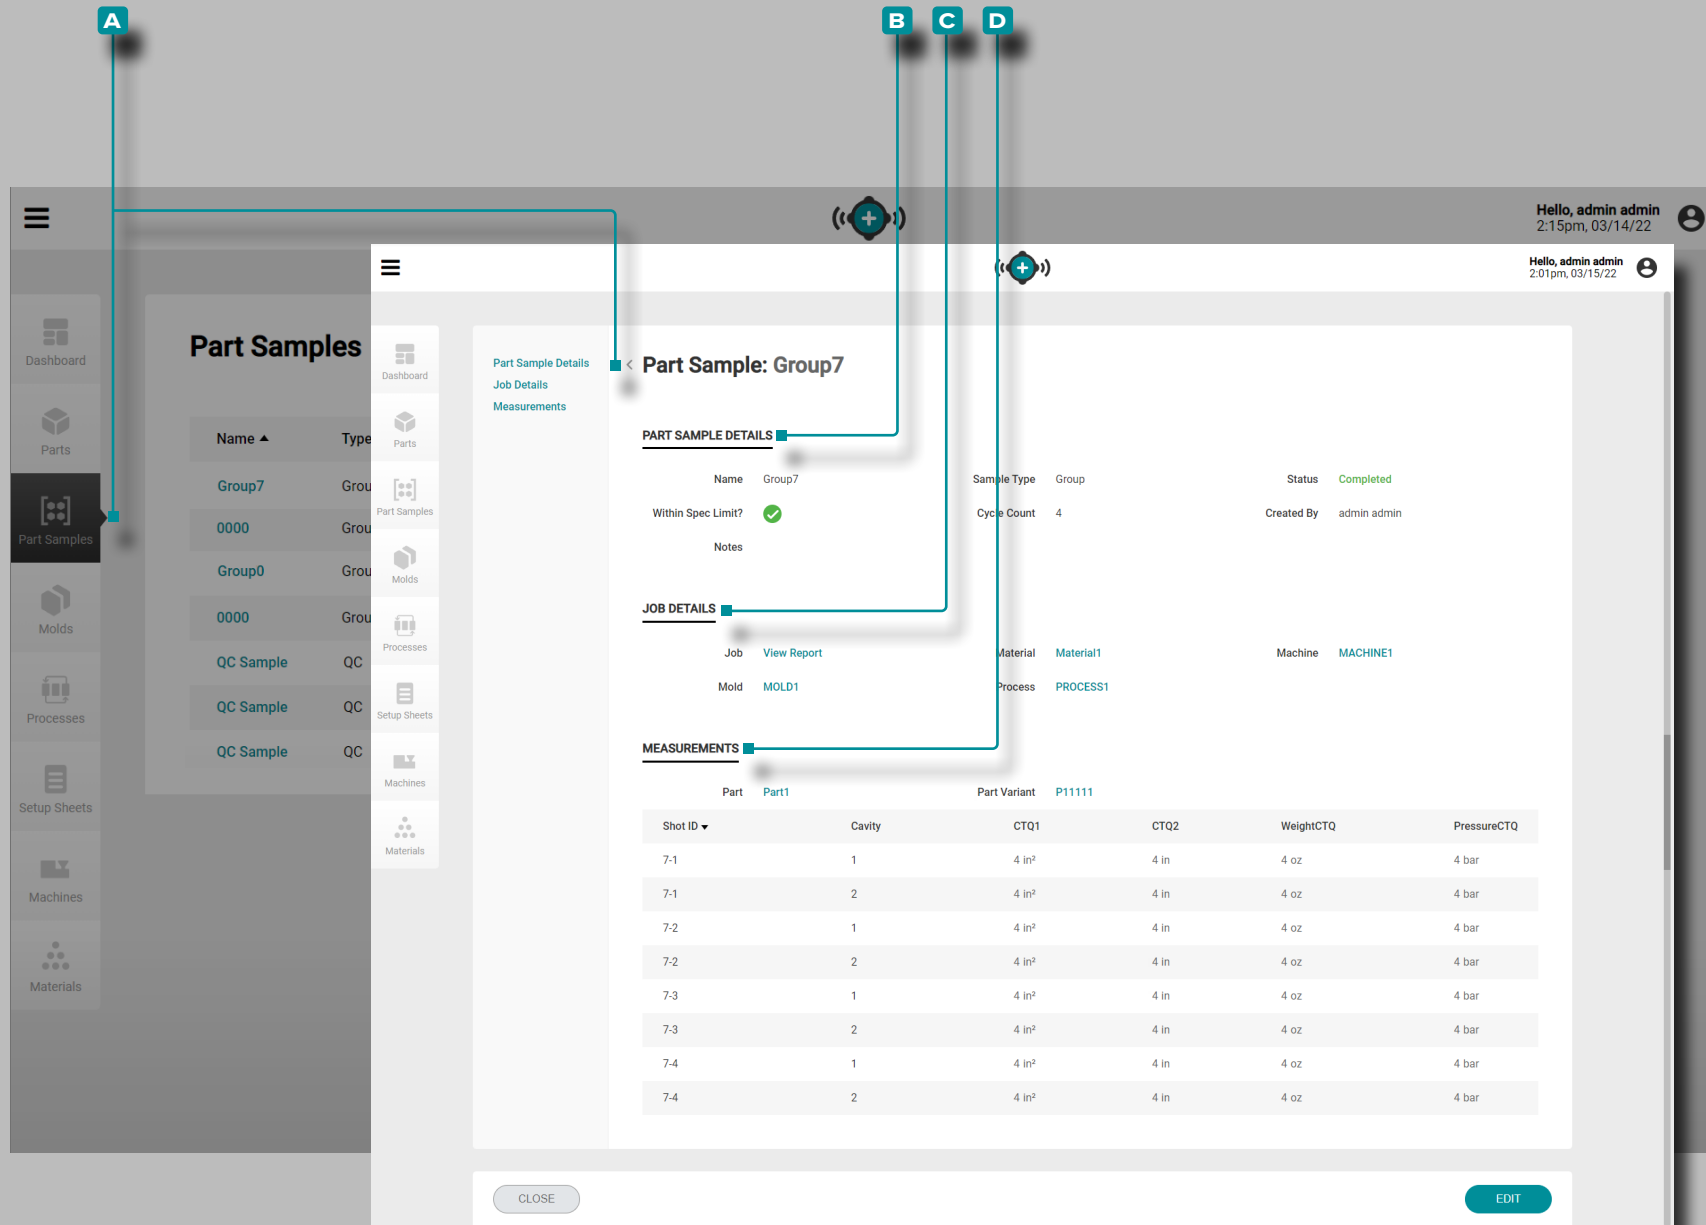 A B C D
Hello, admin admin
2:15pm, 03/14/22
Dashboard
Parts
Part Samples
Molds
Processes
Setup Sheets
Machines
Materials
Part Samples
Name Type
Group7 Grou
0000 Grou
Group0 Grou
0000 Grou
QC Sample QC
QC Sample QC
QC Sample QC
Hello, admin admin
2:01pm, 03/15/22
Dashboard
Parts
Part Samples
Molds
Processes
Setup Sheets
Machines
Materials
Part Sample Details
Job Details
Measurements
Part Sample: Group7
PART SAMPLE DETAILS
Name Group7 Sample Type Group Status Completed
Within Spec Limit? Cycle Count 4 Created By admin admin
Notes
JOB DETAILS
Job View Report Material Material1 Machine MACHINE1
Mold MOLD1 Process PROCESS1
MEASUREMENTS
Part Part1 Part Variant P11111
Shot ID Cavity CTQ1 CTQ2 WeightCTQ PressureCTQ
7-1 1 4 in² 4 in 4 oz 4 bar
7-1 2 4 in² 4 in 4 oz 4 bar
7-2 1 4 in² 4 in 4 oz 4 bar
7-2 2 4 in² 4 in 4 oz 4 bar
7-3 1 4 in² 4 in 4 oz 4 bar
7-3 2 4 in² 4 in 4 oz 4 bar
7-4 1 4 in² 4 in 4 oz 4 bar
7-4 2 4 in² 4 in 4 oz 4 bar
CLOSE EDIT